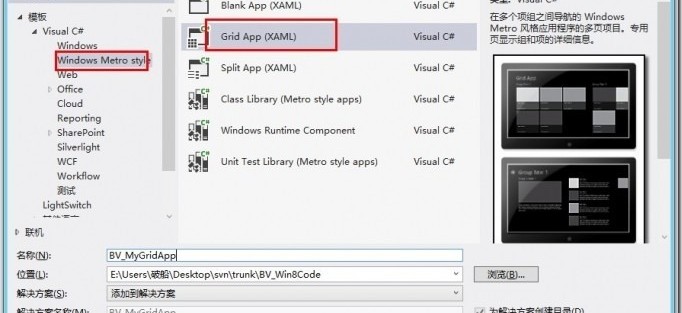 模板
Visual C#
Windows
Windows Metro style
Web
Office
Cloud
Reporting
SharePoint
Silverlight
WCF
Workflow
测试
LightSwitch
其他语言
联机
Blank App (XAML) Visual C#
Grid App (XAML) Visual C#
Split App (XAML) Visual C#
Class Library (Metro style apps) Visual C#
Windows Runtime Component Visual C#
Unit Test Library (Metro style apps) Visual C#
类型: Visual C#
在多个项组之间导航的 Windows
Metro 风格应用程序的多页项目。专用
页显示组和项的详细信息。
Grid App
名称(N): BV_MyGridApp
位置(L): E:\Users\破船\Desktop\svn\trunk\BV_Win8Code 浏览(B)...
解决方案(S): 添加到解决方案
解决方案名称(M): BV_MyGridApp 为解决方案创建目录(D)